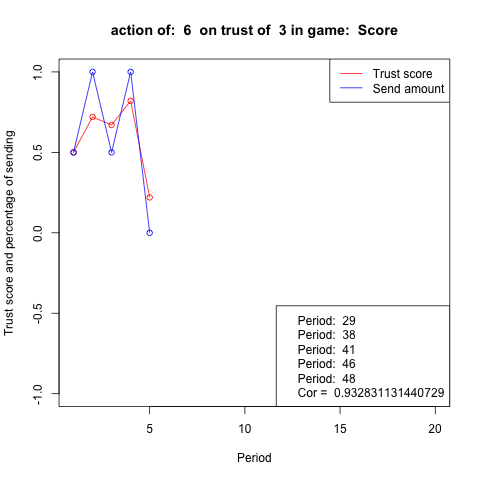 action of:  6  on trust of  3 in game:  Score
Trust score
Send amount
1.0
0.5
0.0
-0.5
-1.0
Trust score and percentage of sending
Period:  29
Period:  38
Period:  41
Period:  46
Period:  48
Cor =  0.932831131440729
5
10
15
20
Period